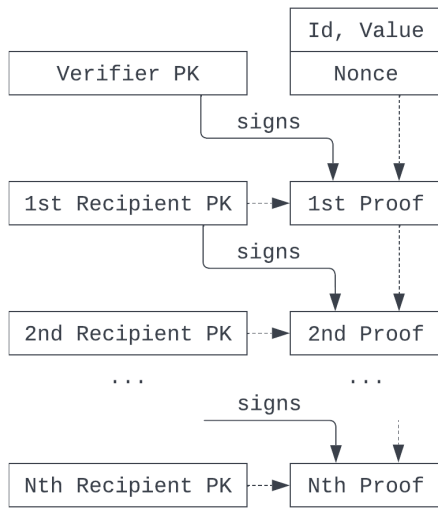 Id, Value
Verifier PK
Nonce
signs
1st Recipient PK
1st Proof
signs
2nd Recipient PK
2nd Proof
...
...
signs
Nth Recipient PK
Nth Proof